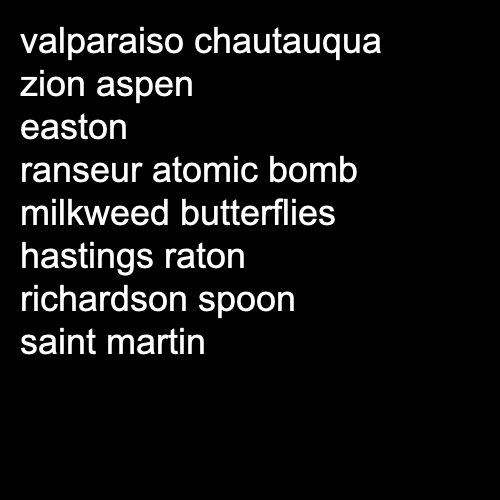 valparaiso chautauqua
zion aspen
easton
ranseur atomic bomb
milkweed butterflies
hastings raton
richardson spoon
saint martin